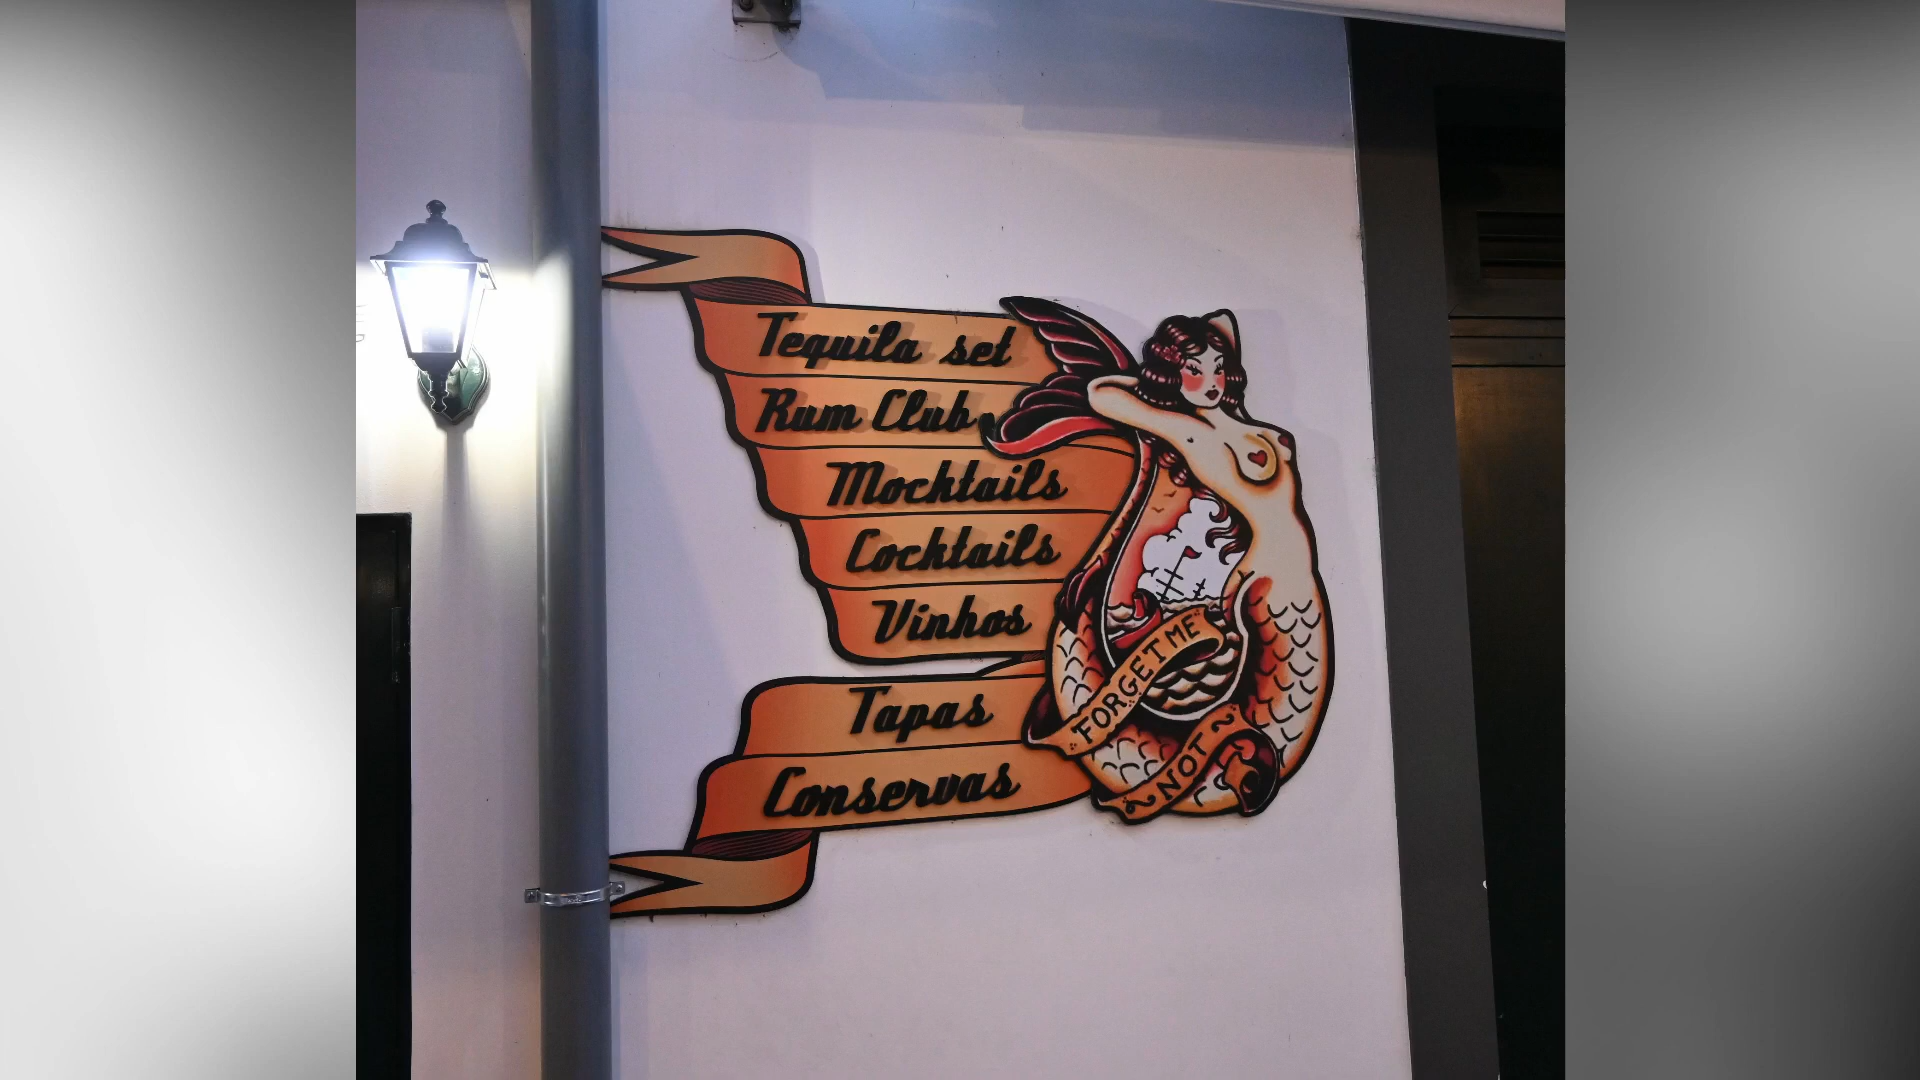 Tequila set
Rum Club
Mocktails
Cocktails
Vinhos
Tapas
Conservas
FORGET ME
NOT